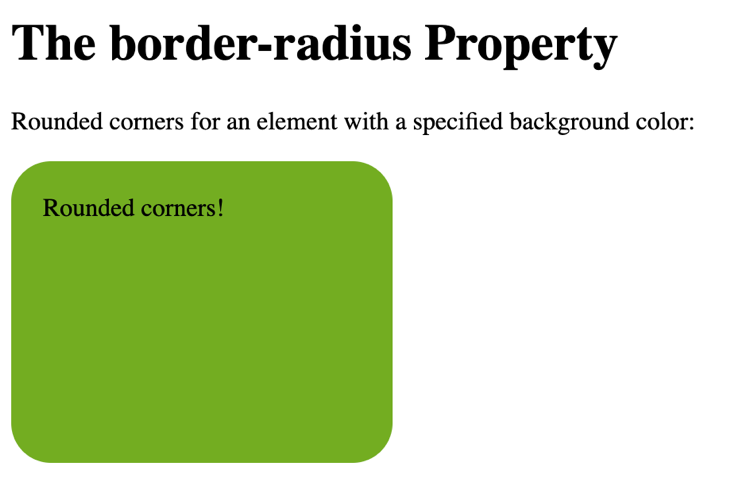 The border-radius Property
Rounded corners for an element with a specified background color:
Rounded corners!